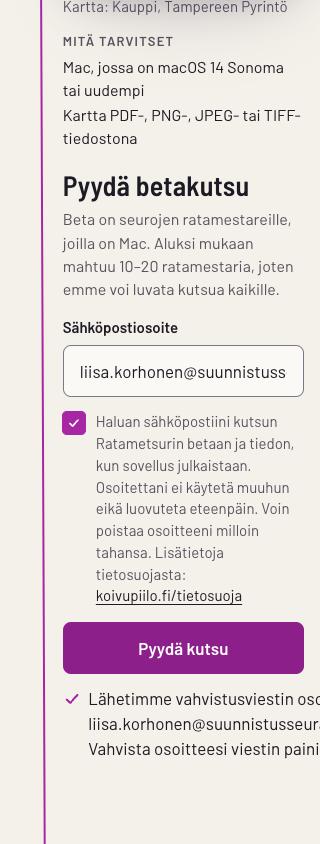 Kartta: Kauppi, Tampereen Pyrintö
MITÄ TARVITSET
Mac, jossa on macOS 14 Sonoma
tai uudempi
Kartta PDF-, PNG-, JPEG- tai TIFF-
tiedostona
Pyydä betakutsu
Beta on seurojen ratamestareille,
joilla on Mac. Aluksi mukaan
mahtuu 10–20 ratamestaria, joten
emme voi luvata kutsua kaikille.
Sähköpostiosoite
liisa.korhonen@suunnistuss
Haluan sähköpostiini kutsun
Ratametsurin betaan ja tiedon,
kun sovellus julkaistaan.
Osoitettani ei käytetä muuhun
eikä luovuteta eteenpäin. Voin
poistaa osoitteeni milloin
tahansa. Lisätietoja
tietosuojasta:
koivupiilo.fi/tietosuoja
Pyydä kutsu
Lähetimme vahvistusviestin oso
liisa.korhonen@suunnistusseur
Vahvista osoitteesi viestin paini